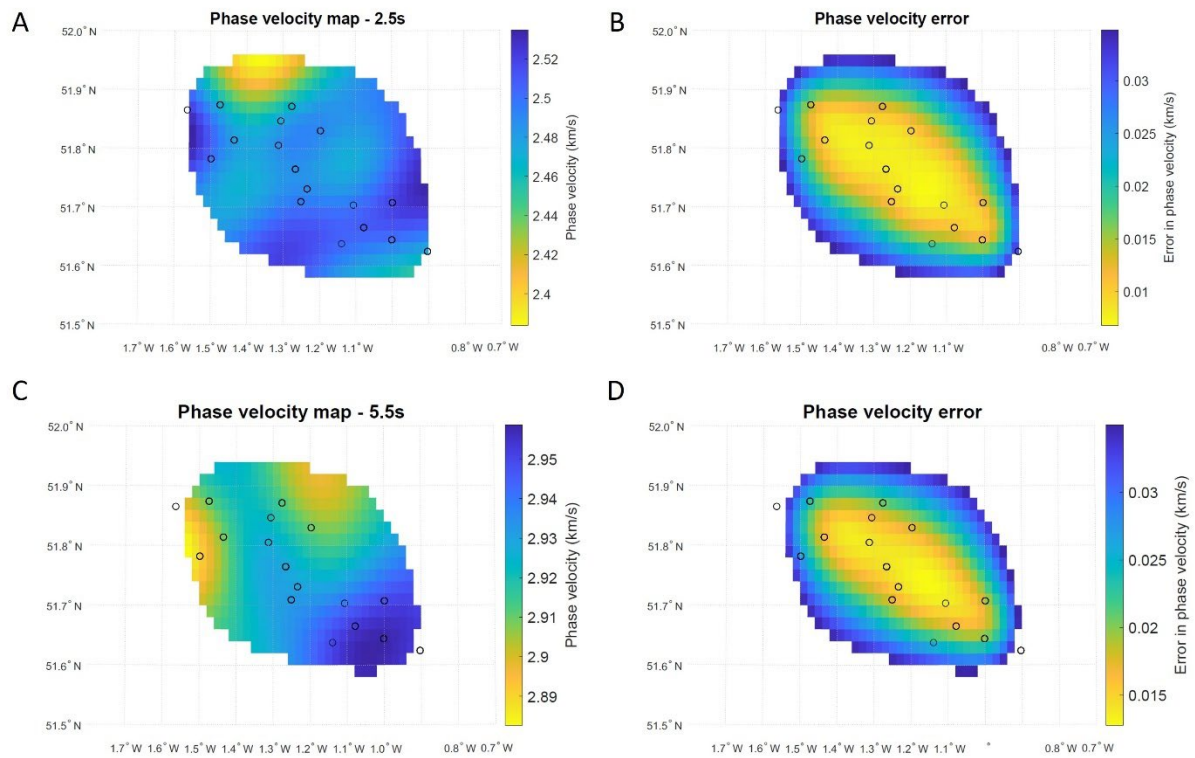 A
Phase velocity map - 2.5s
52.0° N
51.9° N
51.8° N
51.7° N
51.6° N
51.5° N
1.7° W 1.6° W 1.5° W 1.4° W 1.3° W 1.2° W 1.1° W 0.8° W 0.7° W
2.52
2.5
2.48
2.46
2.44
2.42
2.4
Phase velocity (km/s)
B
Phase velocity error
52.0° N
51.9° N
51.8° N
51.7° N
51.6° N
51.5° N
1.7° W 1.6° W 1.5° W 1.4° W 1.3° W 1.2° W 1.1° W 0.8° W 0.7° W
0.03
0.025
0.02
0.015
0.01
Error in phase velocity (km/s)
C
Phase velocity map - 5.5s
52.0° N
51.9° N
51.8° N
51.7° N
51.6° N
51.5° N
1.7° W 1.6° W 1.5° W 1.4° W 1.3° W 1.2° W 1.1° W 1.0° W 0.8° W 0.7° W
2.95
2.94
2.93
2.92
2.91
2.9
2.89
Phase velocity (km/s)
D
Phase velocity error
52.0° N
51.9° N
51.8° N
51.7° N
51.6° N
51.5° N
1.7° W 1.6° W 1.5° W 1.4° W 1.3° W 1.2° W 1.1° W ° 0.8° W 0.7° W
0.03
0.025
0.02
0.015
Error in phase velocity (km/s)